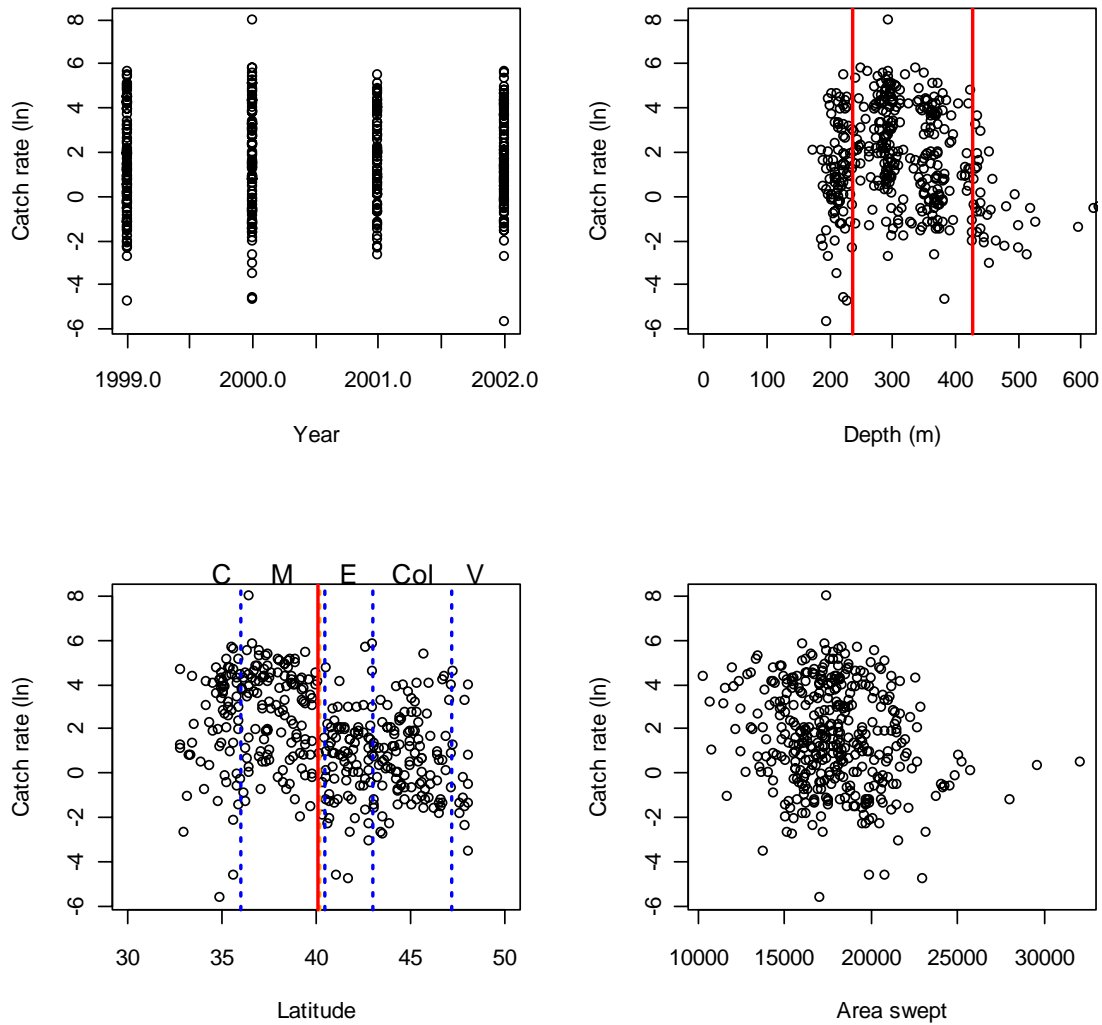 8
6
4
2
0
-2
-4
-6
Catch rate (ln)
1999.0 2000.0 2001.0 2002.0
Year
8
6
4
2
0
-2
-4
-6
Catch rate (ln)
0 100 200 300 400 500 600
Depth (m)
C M E Col V
8
6
4
2
0
-2
-4
-6
Catch rate (ln)
30 35 40 45 50
Latitude
8
6
4
2
0
-2
-4
-6
Catch rate (ln)
10000 15000 20000 25000 30000
Area swept